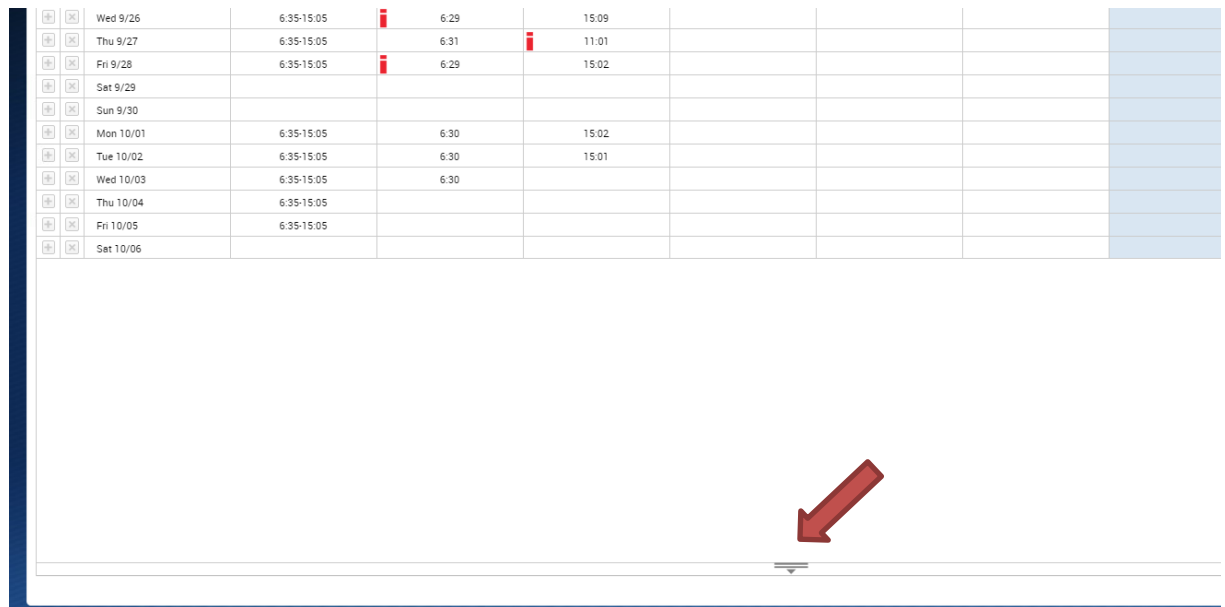 Wed 9/26 6:35-15:05 6:29 15:09
Thu 9/27 6:35-15:05 6:31 11:01
Fri 9/28 6:35-15:05 6:29 15:02
Sat 9/29
Sun 9/30
Mon 10/01 6:35-15:05 6:30 15:02
Tue 10/02 6:35-15:05 6:30 15:01
Wed 10/03 6:35-15:05 6:30
Thu 10/04 6:35-15:05
Fri 10/05 6:35-15:05
Sat 10/06